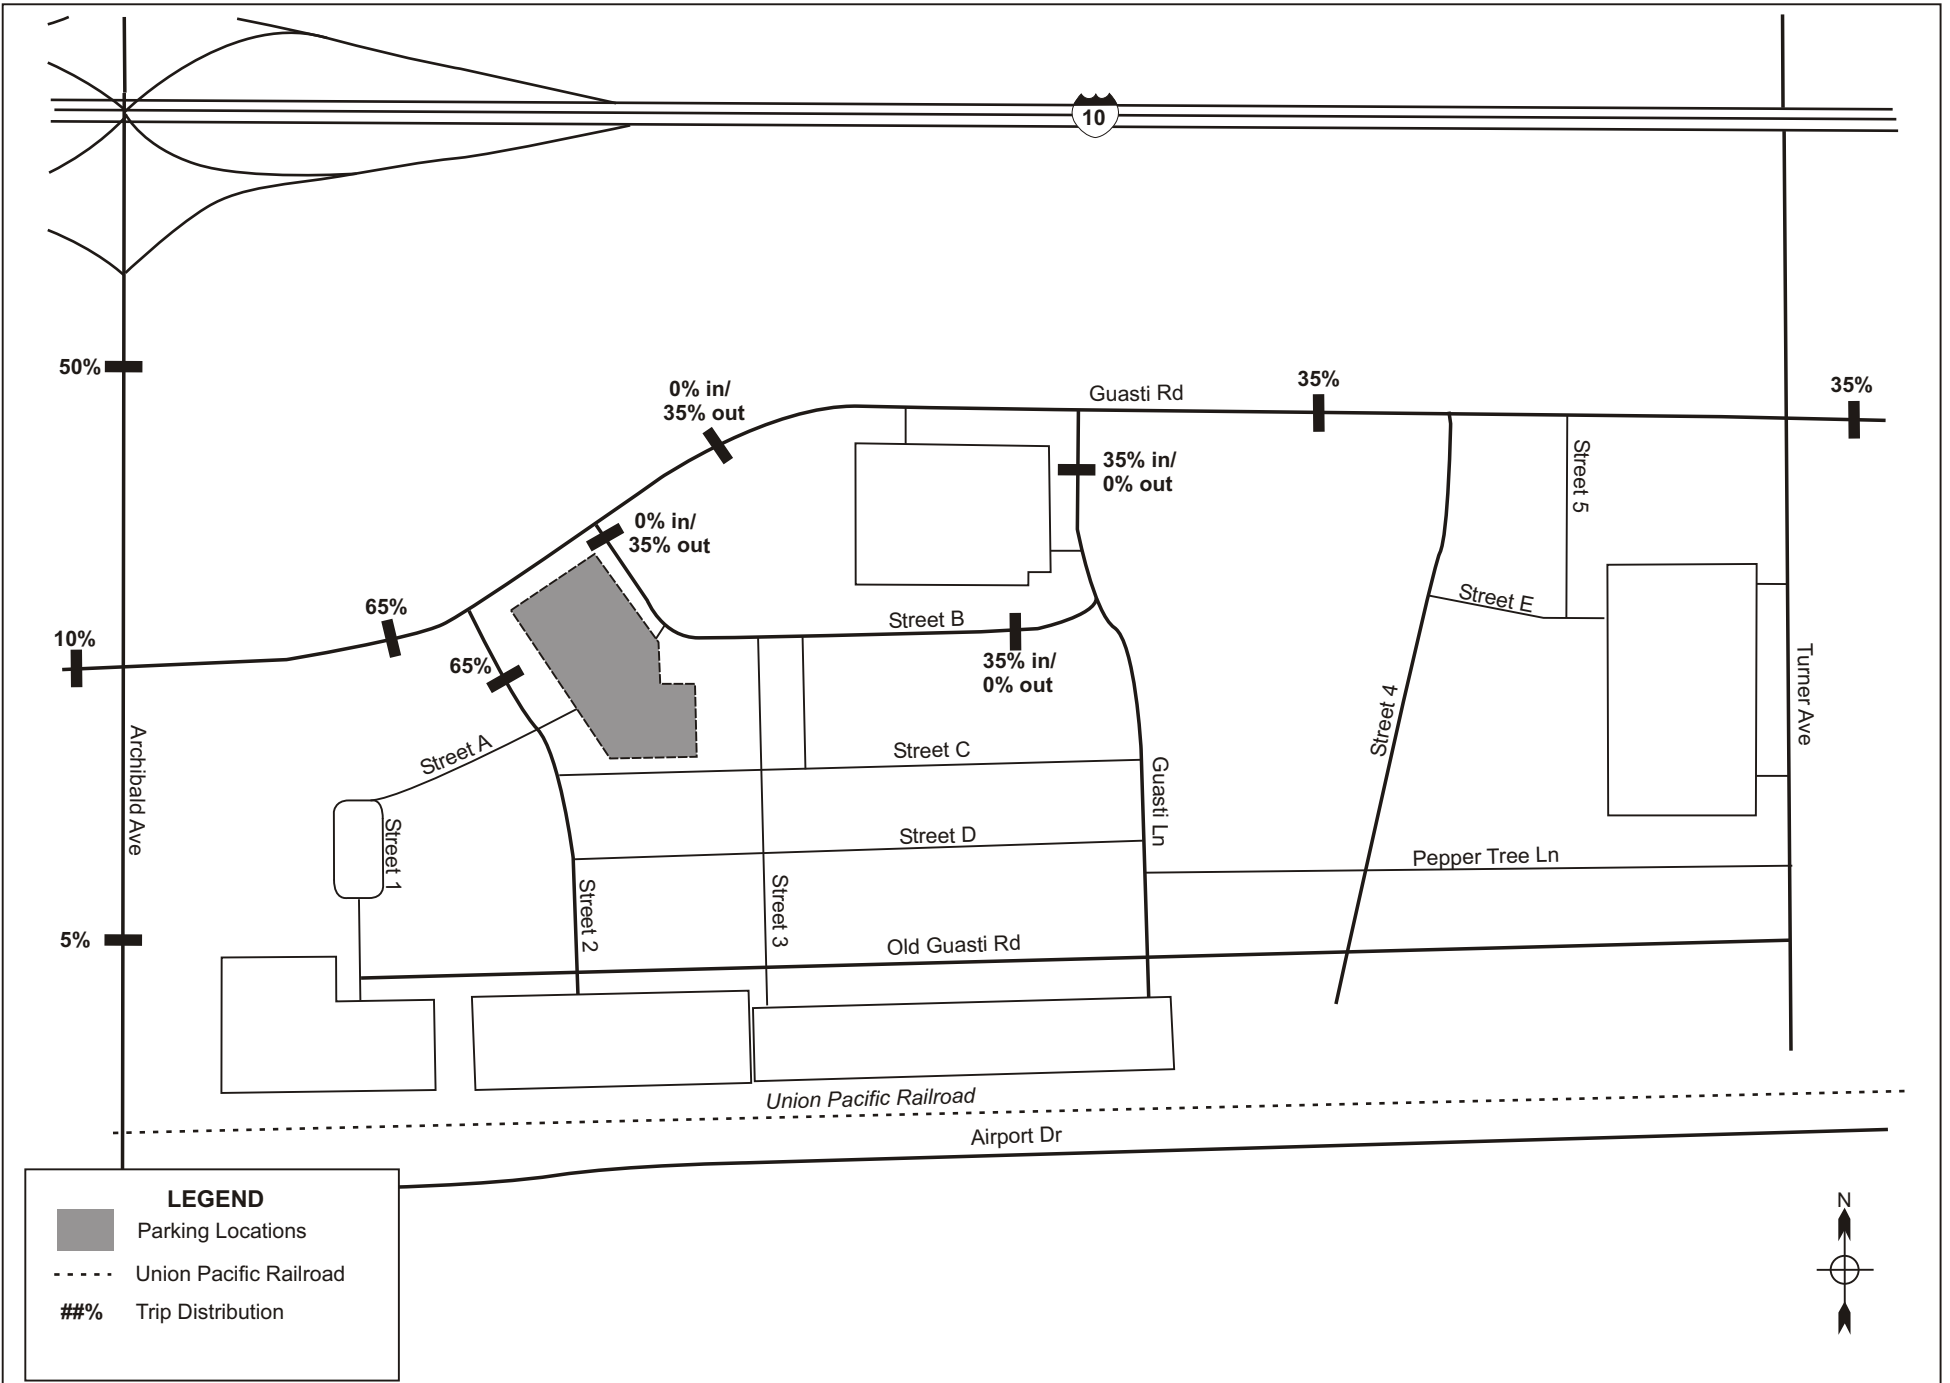 10
50%
0% in/
35% out
Guasti Rd
35%
35%
35% in/
0% out
Street 5
0% in/
35% out
65%
10%
65%
Street B
35% in/
0% out
Street E
Turner Ave
Street A
Street C
Street 4
Archibald Ave
Guasti Ln
Street 1
Street D
Pepper Tree Ln
Street 2
Street 3
5%
Old Guasti Rd
Union Pacific Railroad
Airport Dr
LEGEND
Parking Locations
Union Pacific Railroad
##% Trip Distribution
N